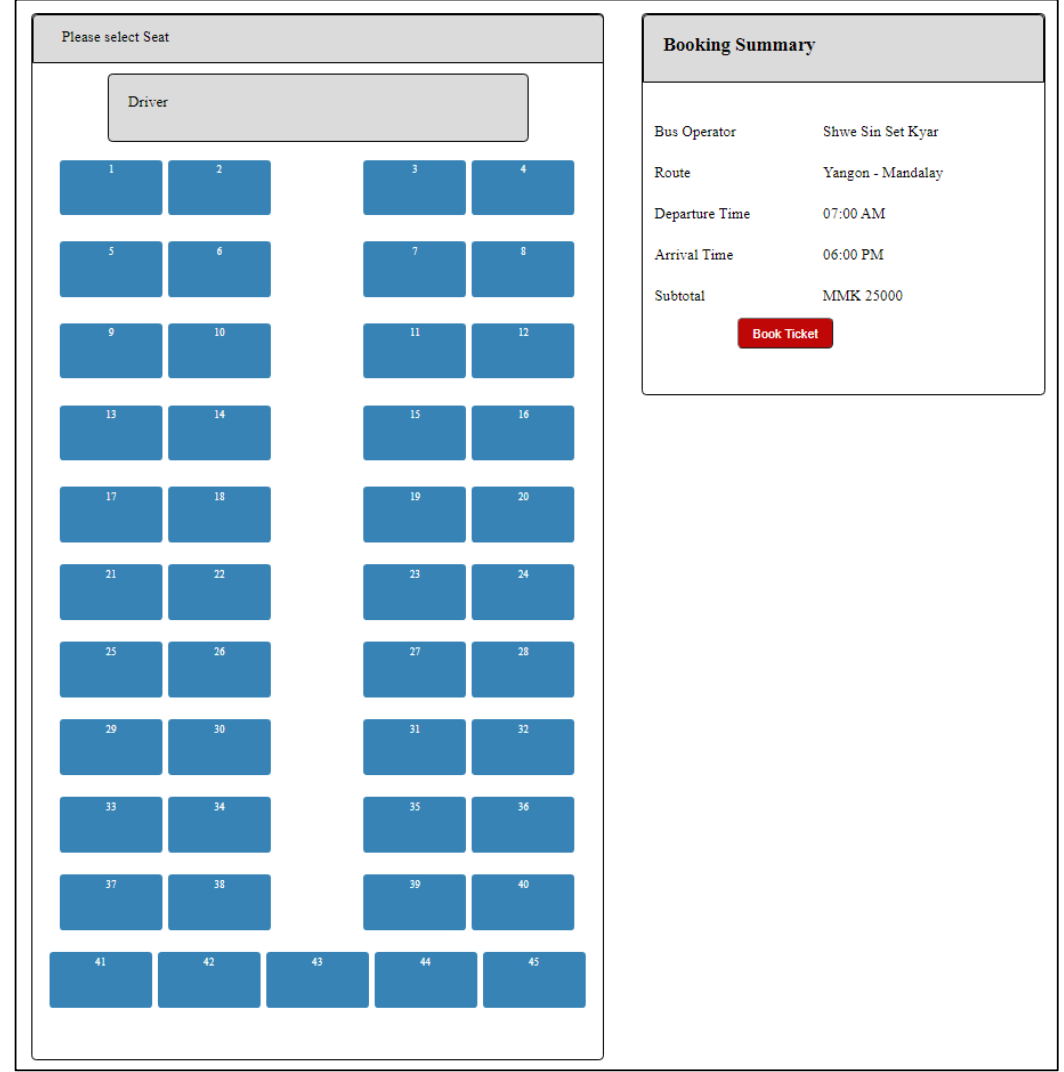 Please select Seat
Driver
1 2 3 4
5 6 7 8
9 10 11 12
13 14 15 16
17 18 19 20
21 22 23 24
25 26 27 28
29 30 31 32
33 34 35 36
37 38 39 40
41 42 43 44 45
Booking Summary
Bus Operator Shwe Sin Set Kyar
Route Yangon - Mandalay
Departure Time 07:00 AM
Arrival Time 06:00 PM
Subtotal MMK 25000
Book Ticket